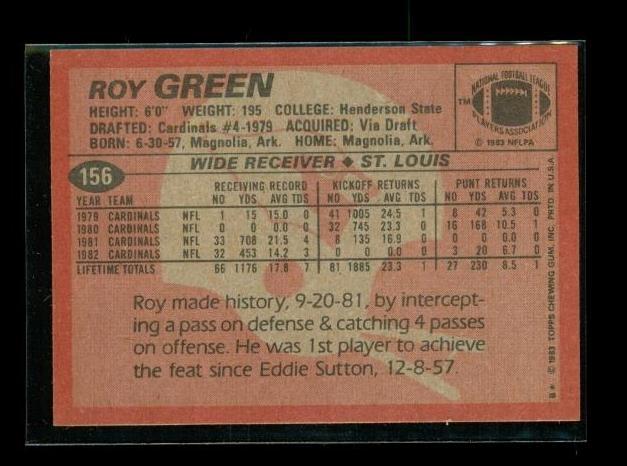 ROY GREEN
HEIGHT: 6'0" WEIGHT: 195 COLLEGE: Henderson State
DRAFTED: Cardinals #4-1979 ACQUIRED: Via Draft
BORN: 6-30-57, Magnolia, Ark. HOME: Magnolia, Ark.
NATIONAL FOOTBALL LEAGUE
TM
PLAYERS ASSOCIATION
© 1983 NFLPA
WIDE RECEIVER ◆ ST. LOUIS
156
RECEIVING RECORD KICKOFF RETURNS PUNT RETURNS
YEAR TEAM NO YDS AVG TDS NO YDS AVG TDS NO YDS AVG TDS
1979 CARDINALS NFL 1 15 15.0 0 41 1005 24.5 1 8 42 5.3 0
1980 CARDINALS NFL 0 0 0.0 0 32 745 23.3 0 16 168 10.5 1
1981 CARDINALS NFL 33 708 21.5 4 8 135 16.9 0 0 0 0.0 0
1982 CARDINALS NFL 32 453 14.2 3 0 0 0.0 0 3 20 6.7 0
LIFETIME TOTALS 66 1176 17.8 7 81 1885 23.3 1 27 230 8.5 1
Roy made history, 9-20-81, by intercept-
ing a pass on defense & catching 4 passes
on offense. He was 1st player to achieve
the feat since Eddie Sutton, 12-8-57.
B* © 1983 TOPPS CHEWING GUM, INC. PRTD. IN U.S.A.